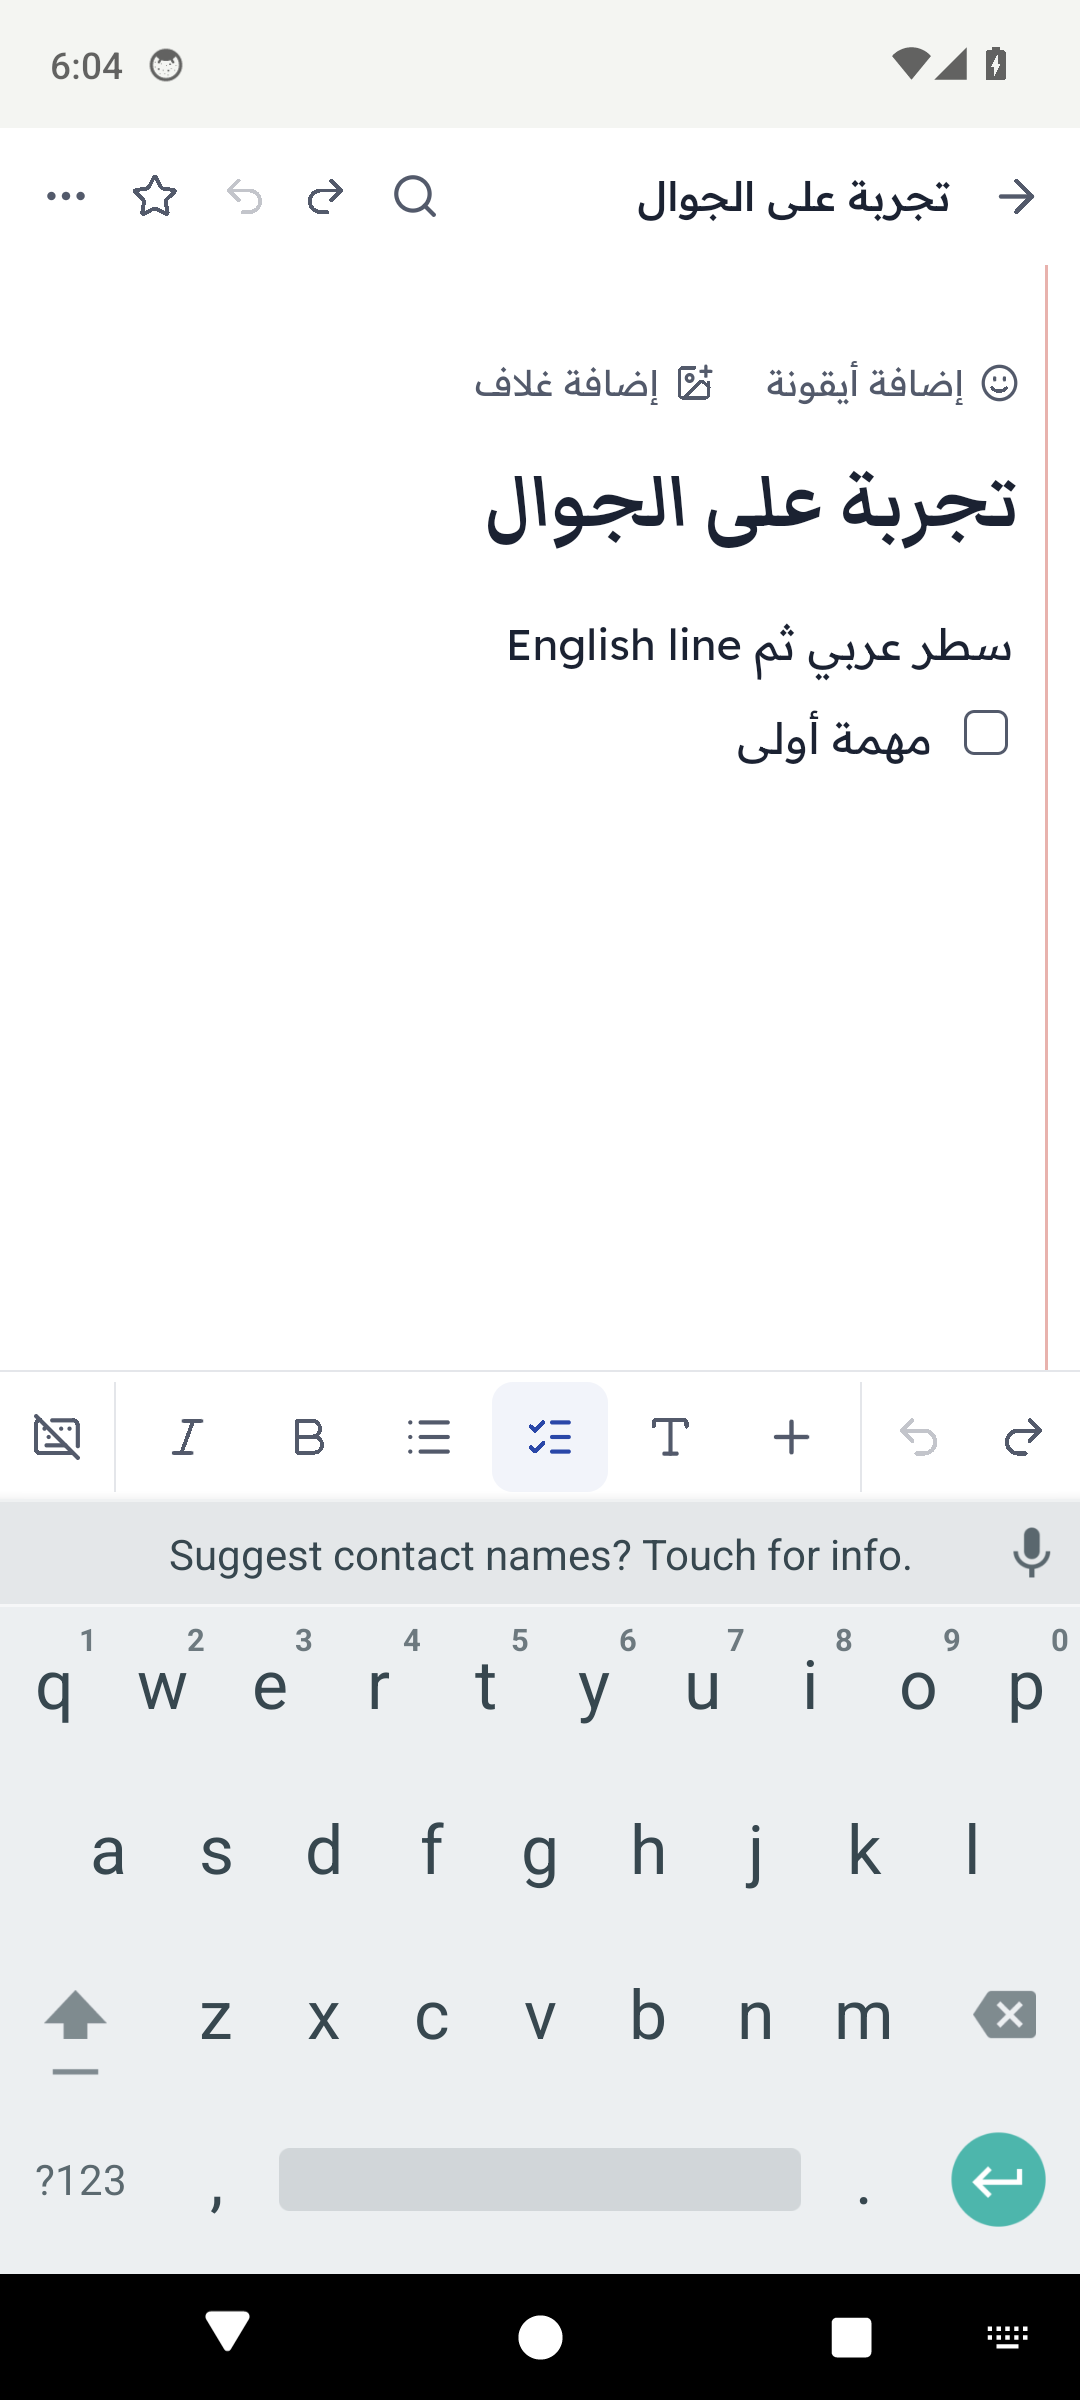 6:04
تجربة على الجوال
إضافة أيقونة
إضافة غلاف
تجربة على الجوال
سطر عربي ثم English line
مهمة أولى
I B T
Suggest contact names? Touch for info.
1 2 3 4 5 6 7 8 9 0
q w e r t y u i o p
a s d f g h j k l
z x c v b n m
?123 , .